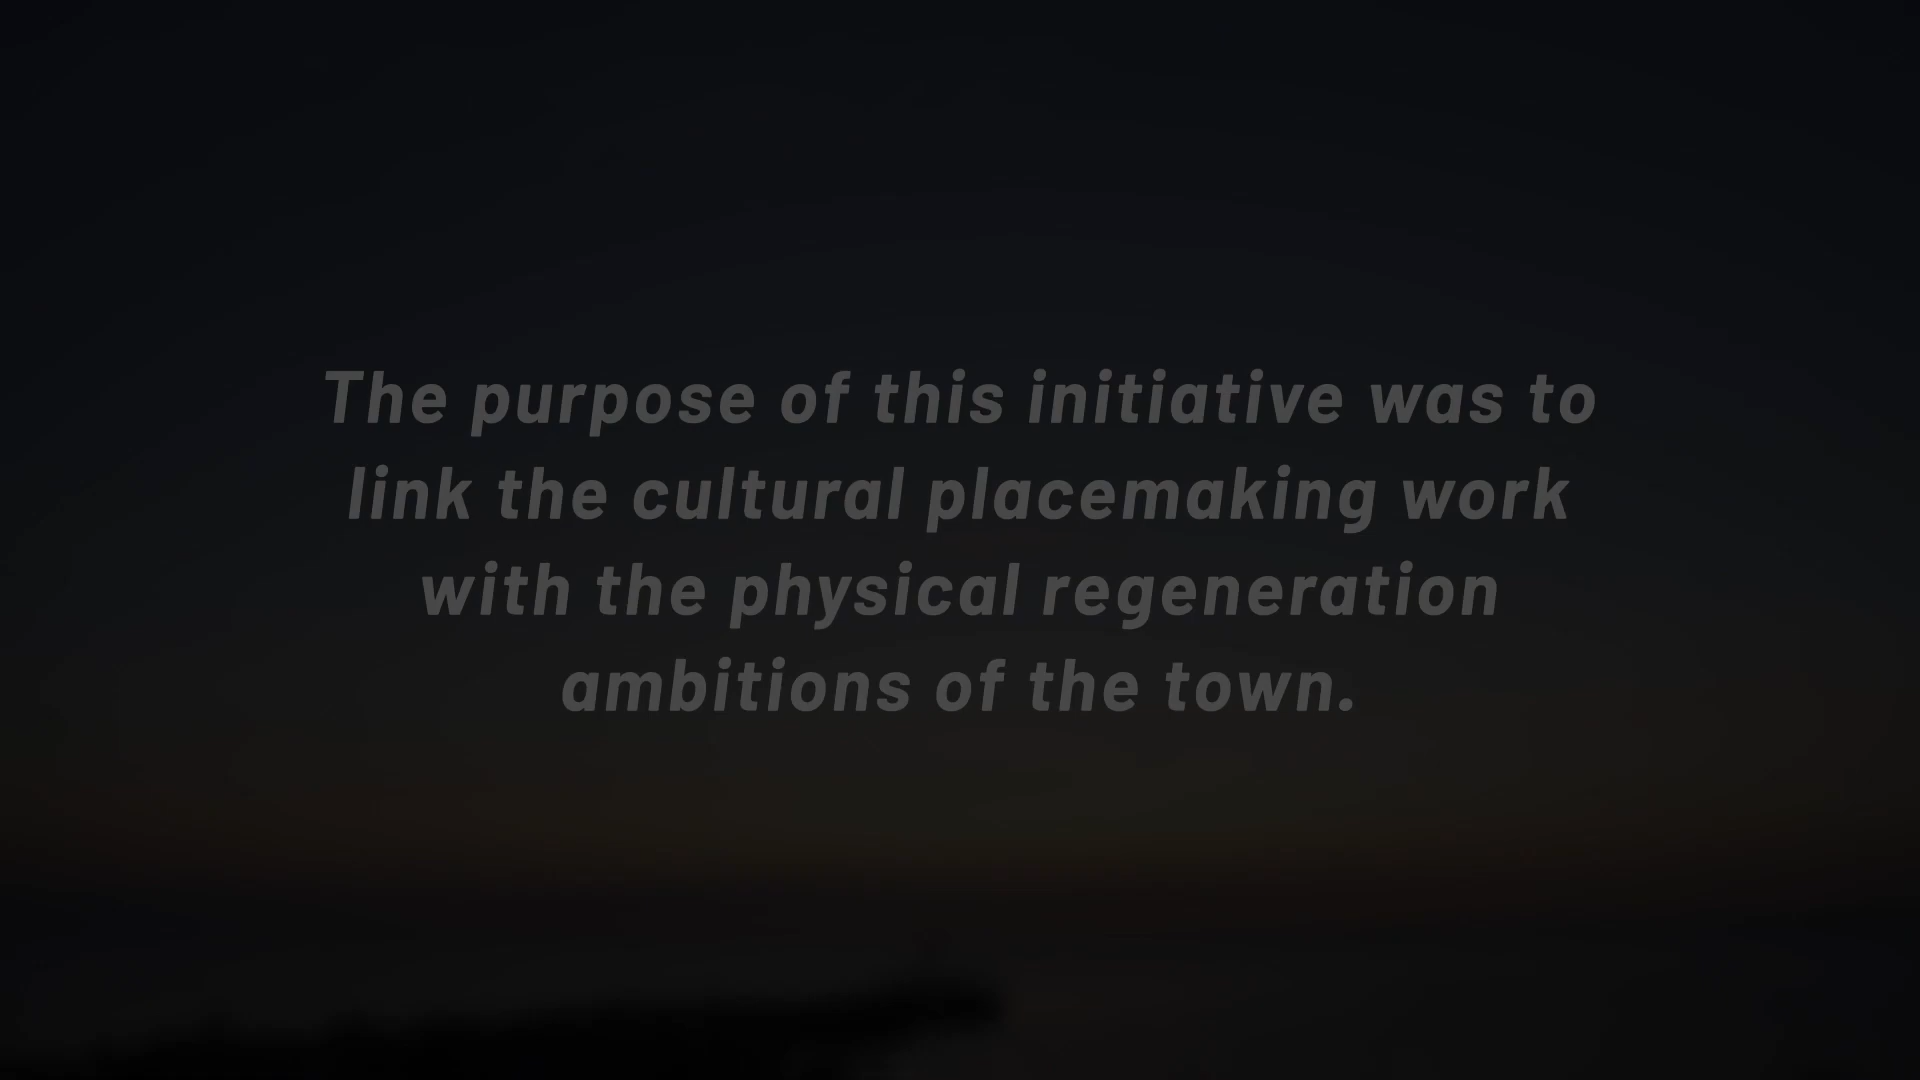 The purpose of this initiative was to
link the cultural placemaking work
with the physical regeneration
ambitions of the town.